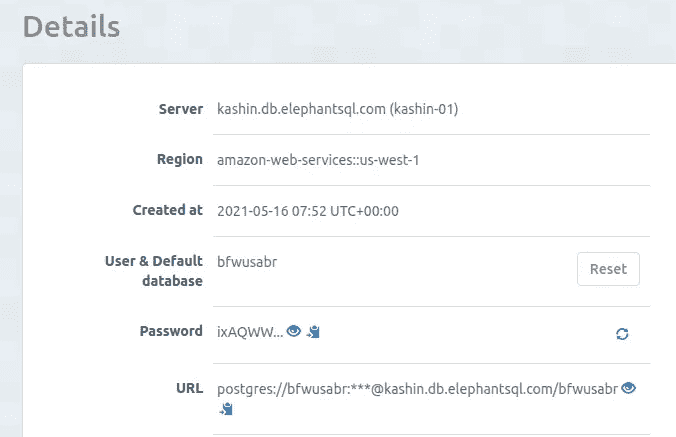 Details
Server kashin.db.elephantsql.com (kashin-01)
Region amazon-web-services::us-west-1
Created at 2021-05-16 07:52 UTC+00:00
User & Default bfwusabr Reset
database
Password ixAQWW...
URL postgres://bfwusabr:***@kashin.db.elephantsql.com/bfwusabr